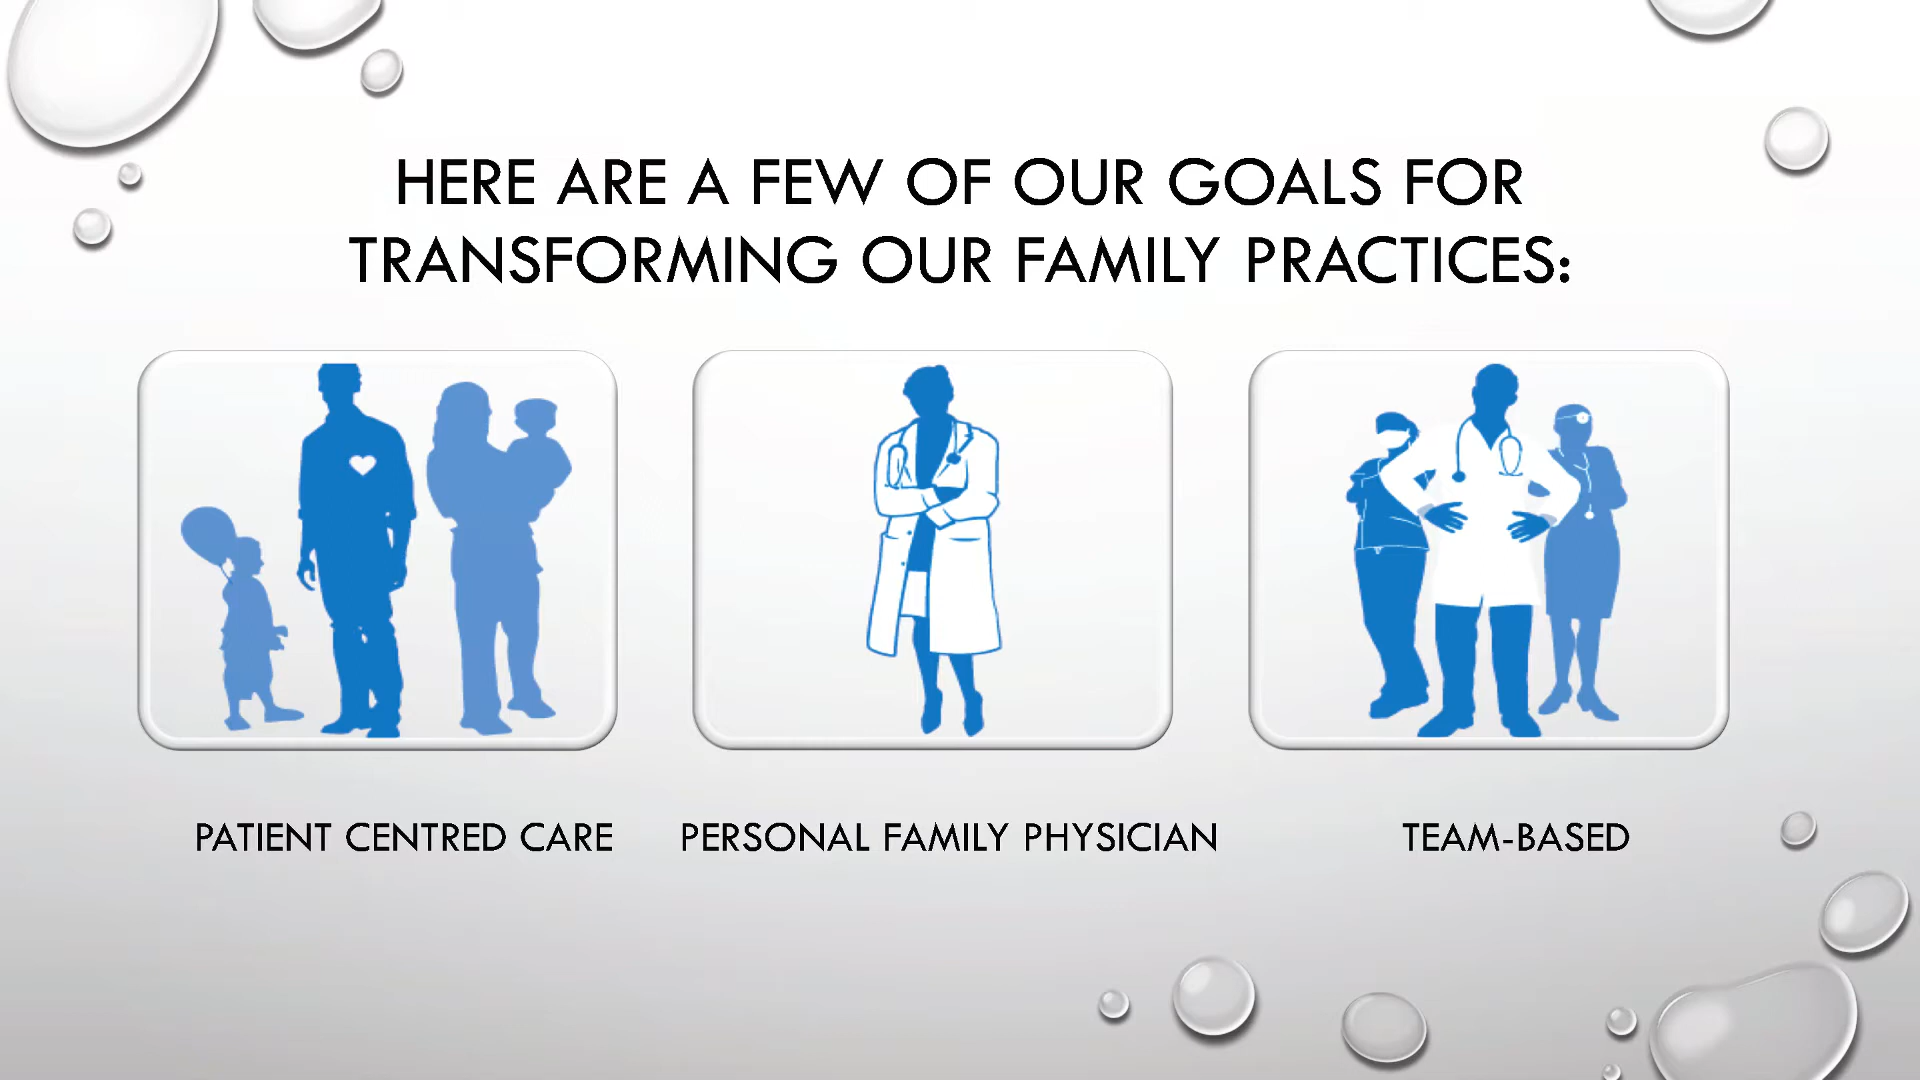 HERE ARE A FEW OF OUR GOALS FOR
TRANSFORMING OUR FAMILY PRACTICES:
PATIENT CENTRED CARE
PERSONAL FAMILY PHYSICIAN
TEAM-BASED